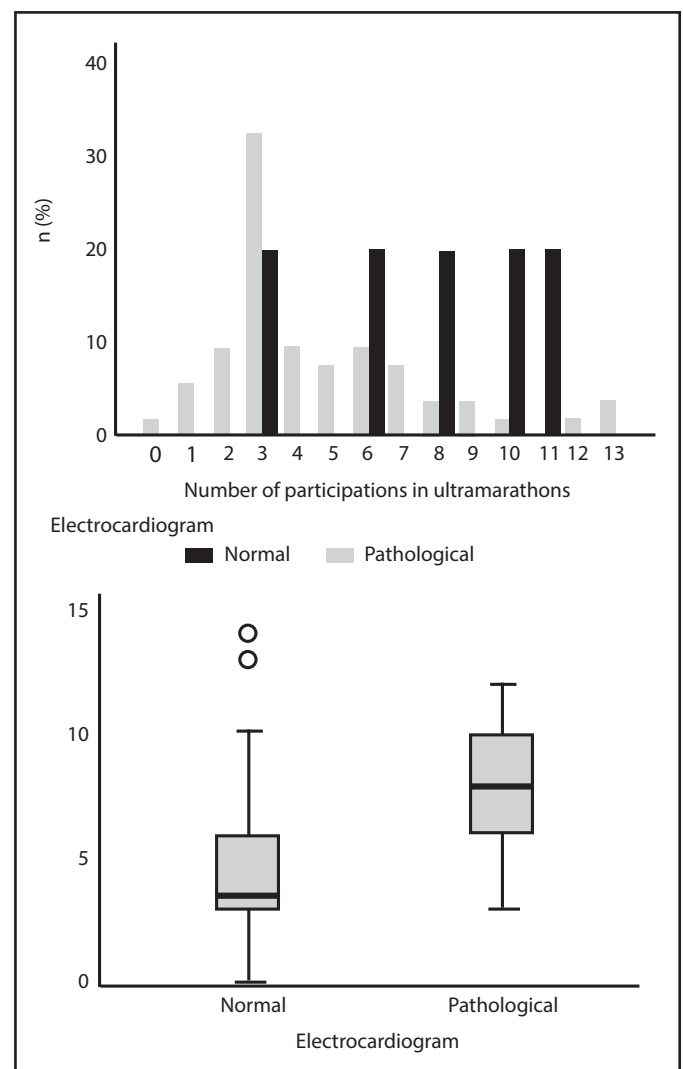 40
30
20
10
0
n (%)
0 1 2 3 4 5 6 7 8 9 10 11 12 13
Number of participations in ultramarathons
Electrocardiogram
Normal Pathological
15
10
5
0
Normal Pathological
Electrocardiogram